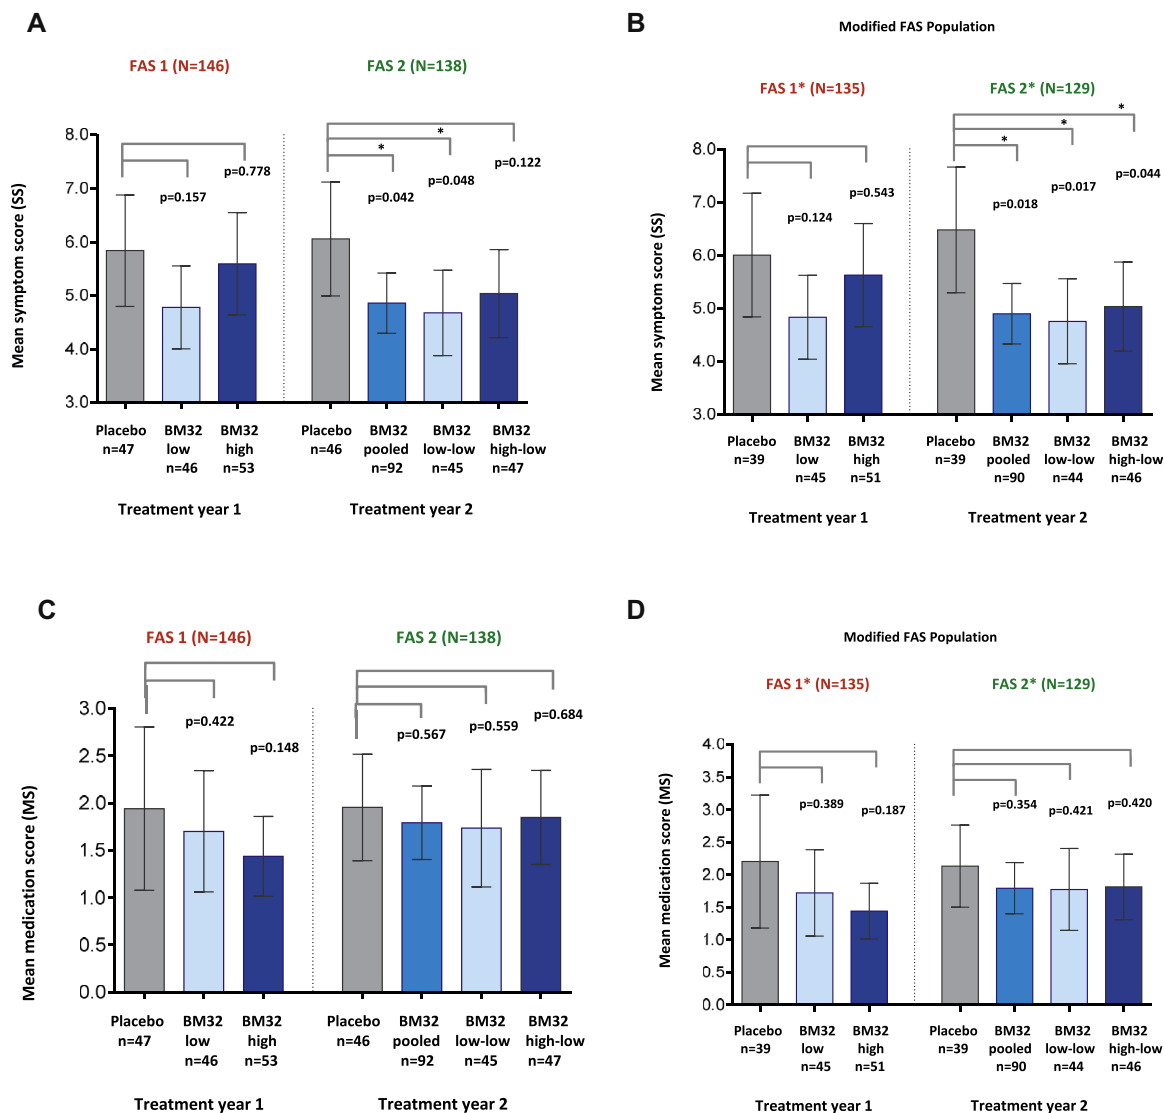 A
FAS 1 (N=146)
FAS 2 (N=138)
Mean symptom score (SS)
8.0
7.0
6.0
5.0
4.0
3.0
p=0.157
p=0.778
*
*
p=0.042
p=0.048
p=0.122
Placebo
n=47
BM32
low
n=46
BM32
high
n=53
Placebo
n=46
BM32
pooled
n=92
BM32
low-low
n=45
BM32
high-low
n=47
Treatment year 1
Treatment year 2
B
Modified FAS Population
FAS 1* (N=135)
FAS 2* (N=129)
Mean symptom score (SS)
8.0
7.0
6.0
5.0
4.0
3.0
p=0.124
p=0.543
*
*
*
p=0.018
p=0.017
p=0.044
Placebo
n=39
BM32
low
n=45
BM32
high
n=51
Placebo
n=39
BM32
pooled
n=90
BM32
low-low
n=44
BM32
high-low
n=46
Treatment year 1
Treatment year 2
C
FAS 1 (N=146)
FAS 2 (N=138)
Mean medication score (MS)
3.0
2.5
2.0
1.5
1.0
0.5
0.0
p=0.422
p=0.148
p=0.567
p=0.559
p=0.684
Placebo
n=47
BM32
low
n=46
BM32
high
n=53
Placebo
n=46
BM32
pooled
n=92
BM32
low-low
n=45
BM32
high-low
n=47
Treatment year 1
Treatment year 2
D
Modified FAS Population
FAS 1* (N=135)
FAS 2* (N=129)
Mean medication score (MS)
4.0
3.5
3.0
2.5
2.0
1.5
1.0
0.5
0.0
p=0.389
p=0.187
p=0.354
p=0.421
p=0.420
Placebo
n=39
BM32
low
n=45
BM32
high
n=51
Placebo
n=39
BM32
pooled
n=90
BM32
low-low
n=44
BM32
high-low
n=46
Treatment year 1
Treatment year 2